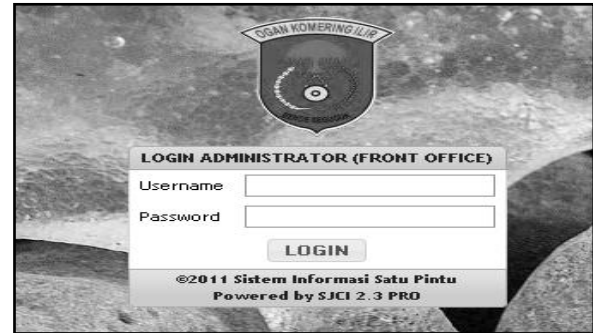 OGAN KOMERING ILIR
LOGIN ADMINISTRATOR (FRONT OFFICE)
Username
Password
LOGIN
©2011 Sistem Informasi Satu Pintu
Powered by SJCI 2.3 PRO